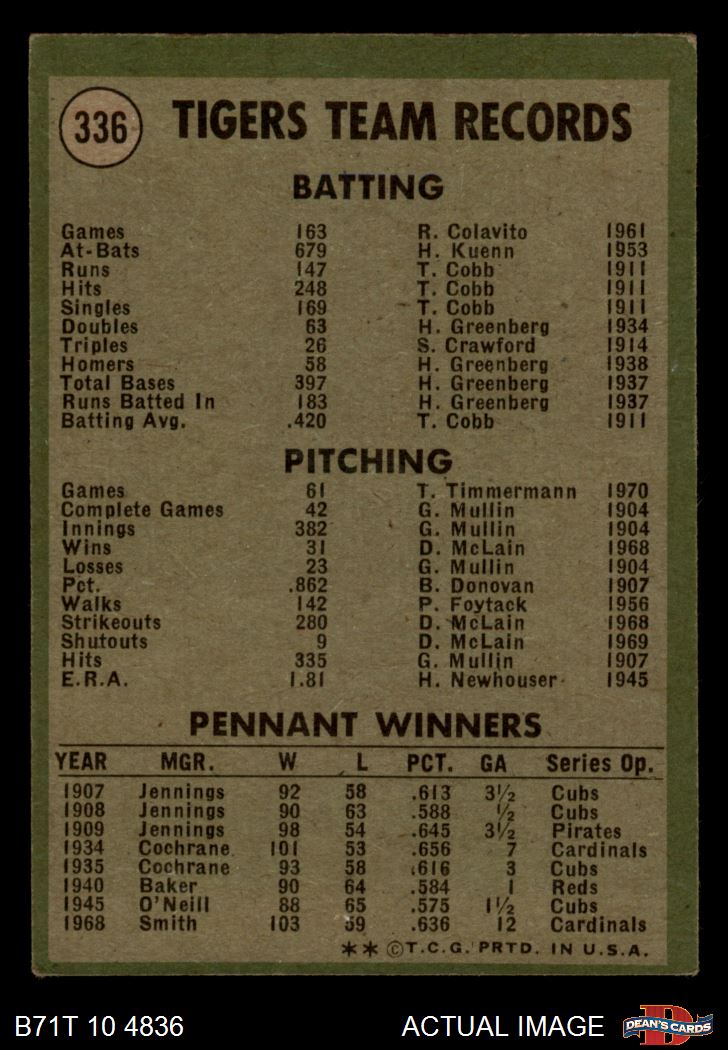 336 TIGERS TEAM RECORDS
BATTING
Games 163 R. Colavito 1961
At-Bats 679 H. Kuenn 1953
Runs 147 T. Cobb 1911
Hits 248 T. Cobb 1911
Singles 169 T. Cobb 1911
Doubles 63 H. Greenberg 1934
Triples 26 S. Crawford 1914
Homers 58 H. Greenberg 1938
Total Bases 397 H. Greenberg 1937
Runs Batted In 183 H. Greenberg 1937
Batting Avg. .420 T. Cobb 1911
PITCHING
Games 61 T. Timmermann 1970
Complete Games 42 G. Mullin 1904
Innings 382 G. Mullin 1904
Wins 31 D. McLain 1968
Losses 23 G. Mullin 1904
Pct. .862 B. Donovan 1907
Walks 142 P. Foytack 1956
Strikeouts 280 D. McLain 1968
Shutouts 9 D. McLain 1969
Hits 335 G. Mullin 1907
E.R.A. 1.81 H. Newhouser 1945
PENNANT WINNERS
YEAR MGR. W L PCT. GA Series Op.
1907 Jennings 92 58 .613 3½ Cubs
1908 Jennings 90 63 .588 ½ Cubs
1909 Jennings 98 54 .645 3½ Pirates
1934 Cochrane 101 53 .656 7 Cardinals
1935 Cochrane 93 58 .616 3 Cubs
1940 Baker 90 64 .584 1 Reds
1945 O'Neill 88 65 .575 1½ Cubs
1968 Smith 103 59 .636 12 Cardinals
** ©T.C.G. PRTD. IN U.S.A.
B71T 10 4836 ACTUAL IMAGE DEAN'S CARDS